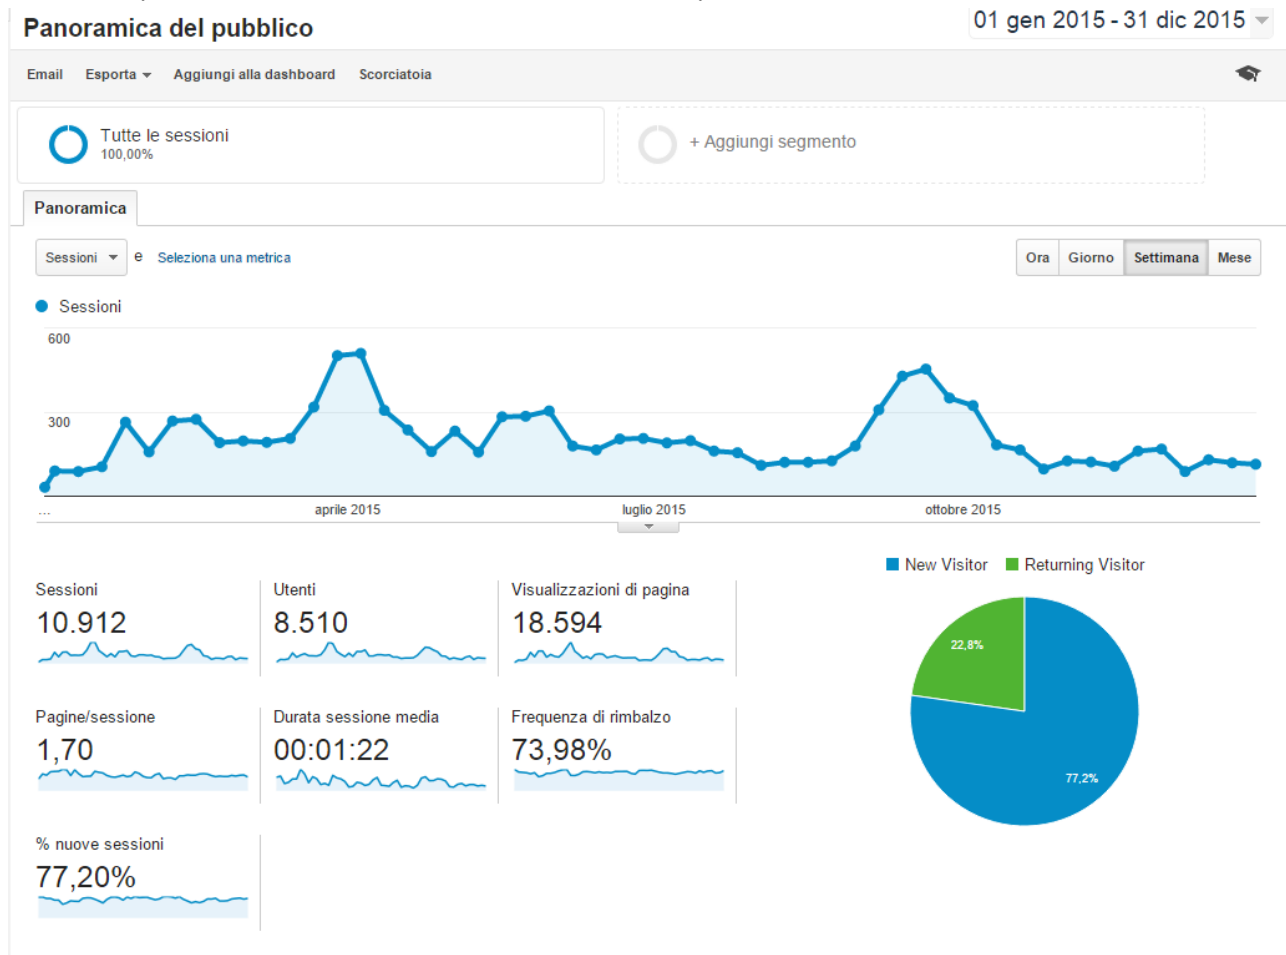 Panoramica del pubblico
01 gen 2015 - 31 dic 2015
Email Esporta Aggiungi alla dashboard Scorciatoia
Tutte le sessioni
100,00%
+ Aggiungi segmento
Panoramica
Sessioni e Seleziona una metrica
Ora Giorno Settimana Mese
Sessioni
600
300
... aprile 2015 luglio 2015 ottobre 2015
New Visitor Returning Visitor
Sessioni Utenti Visualizzazioni di pagina
10.912 8.510 18.594
22,8%
Pagine/sessione Durata sessione media Frequenza di rimbalzo
1,70 00:01:22 73,98%
77,2%
% nuove sessioni
77,20%